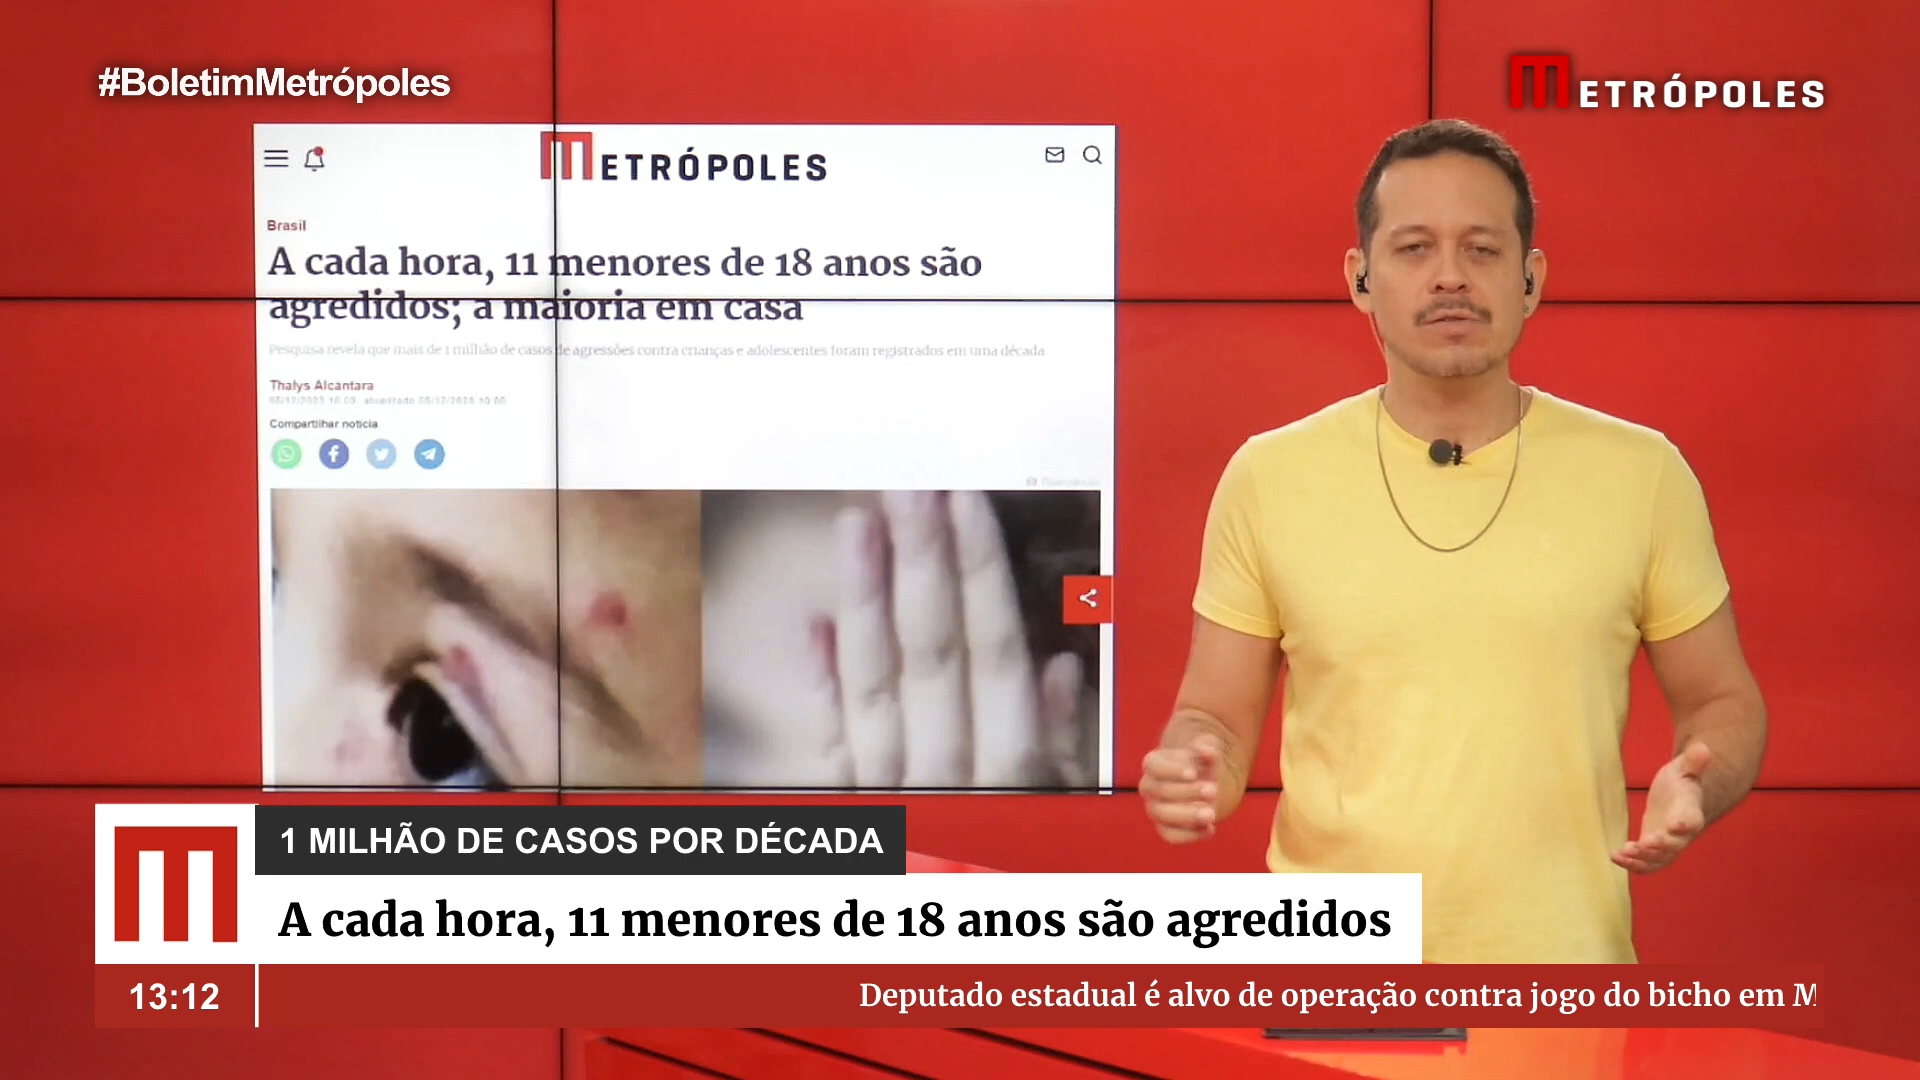 #BoletimMetrópoles
METRÓPOLES
METRÓPOLES
Brasil
A cada hora, 11 menores de 18 anos são
agredidos; a maioria em casa
Pesquisa revela que mais de 1 milhão de casos de agressões contra crianças e adolescentes foram registrados em uma década
Thalys Alcantara
Compartilhar notícia
1 MILHÃO DE CASOS POR DÉCADA
A cada hora, 11 menores de 18 anos são agredidos
13:12
Deputado estadual é alvo de operação contra jogo do bicho em M